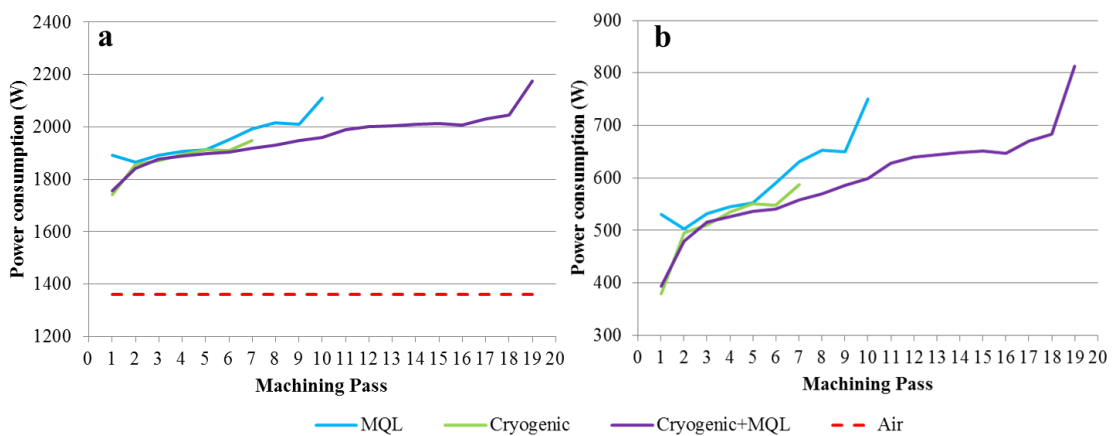 a
Power consumption (W)
2400
2200
2000
1800
1600
1400
1200
0 1 2 3 4 5 6 7 8 9 10 11 12 13 14 15 16 17 18 19 20
Machining Pass
b
Power consumption (W)
900
800
700
600
500
400
300
0 1 2 3 4 5 6 7 8 9 10 11 12 13 14 15 16 17 18 19 20
Machining Pass
MQL Cryogenic Cryogenic+MQL Air